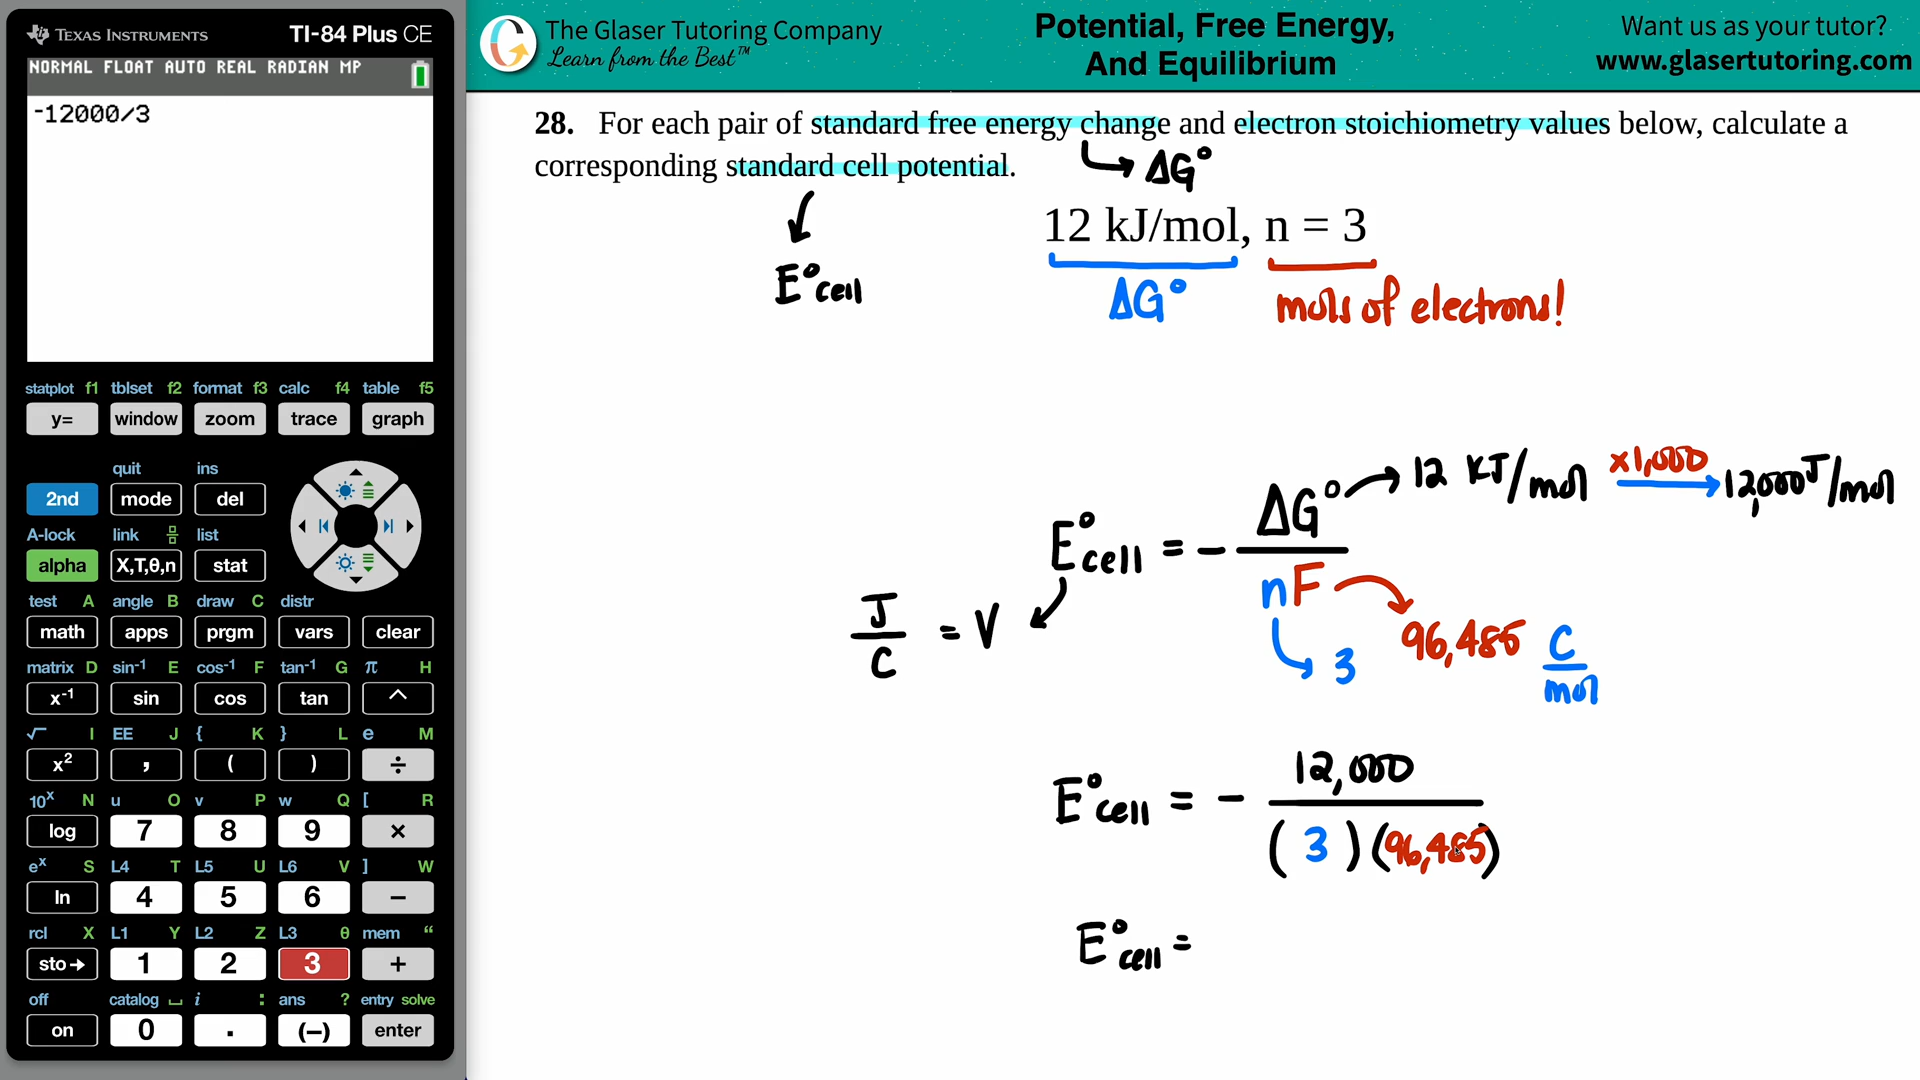 TEXAS INSTRUMENTS TI-84 Plus CE
NORMAL FLOAT AUTO REAL RADIAN MP
-12000/3
statplot f1 tblset f2 format f3 calc f4 table f5
y= window zoom trace graph
quit ins
2nd mode del
A-lock link list
alpha X,T,θ,n stat
test A angle B draw C distr
math apps prgm vars clear
matrix D sin-1 E cos-1 F tan-1 G π H
x-1 sin cos tan ^
√ I EE J { K } L e M
x2 , ( ) ÷
10x N u O v P w Q [ R
log 7 8 9 ×
ex S L4 T L5 U L6 V ] W
ln 4 5 6 −
rcl X L1 Y L2 Z L3 θ mem “
sto→ 1 2 3 +
off catalog ⎵ i : ans ? entry solve
on 0 . (−) enter
The Glaser Tutoring Company
Learn from the Best™
Potential, Free Energy,
And Equilibrium
Want us as your tutor?
www.glasertutoring.com
28. For each pair of standard free energy change and electron stoichiometry values below, calculate a
corresponding standard cell potential.
ΔG°
12 kJ/mol, n = 3
E°cell
ΔG° mols of electrons!
E°cell = − ΔG° / nF
12 KJ/mol ×1,000 12,000 J/mol
J/C = V
3 96,485 C/mol
E°cell = − 12,000 / (3)(96,485)
E°cell =